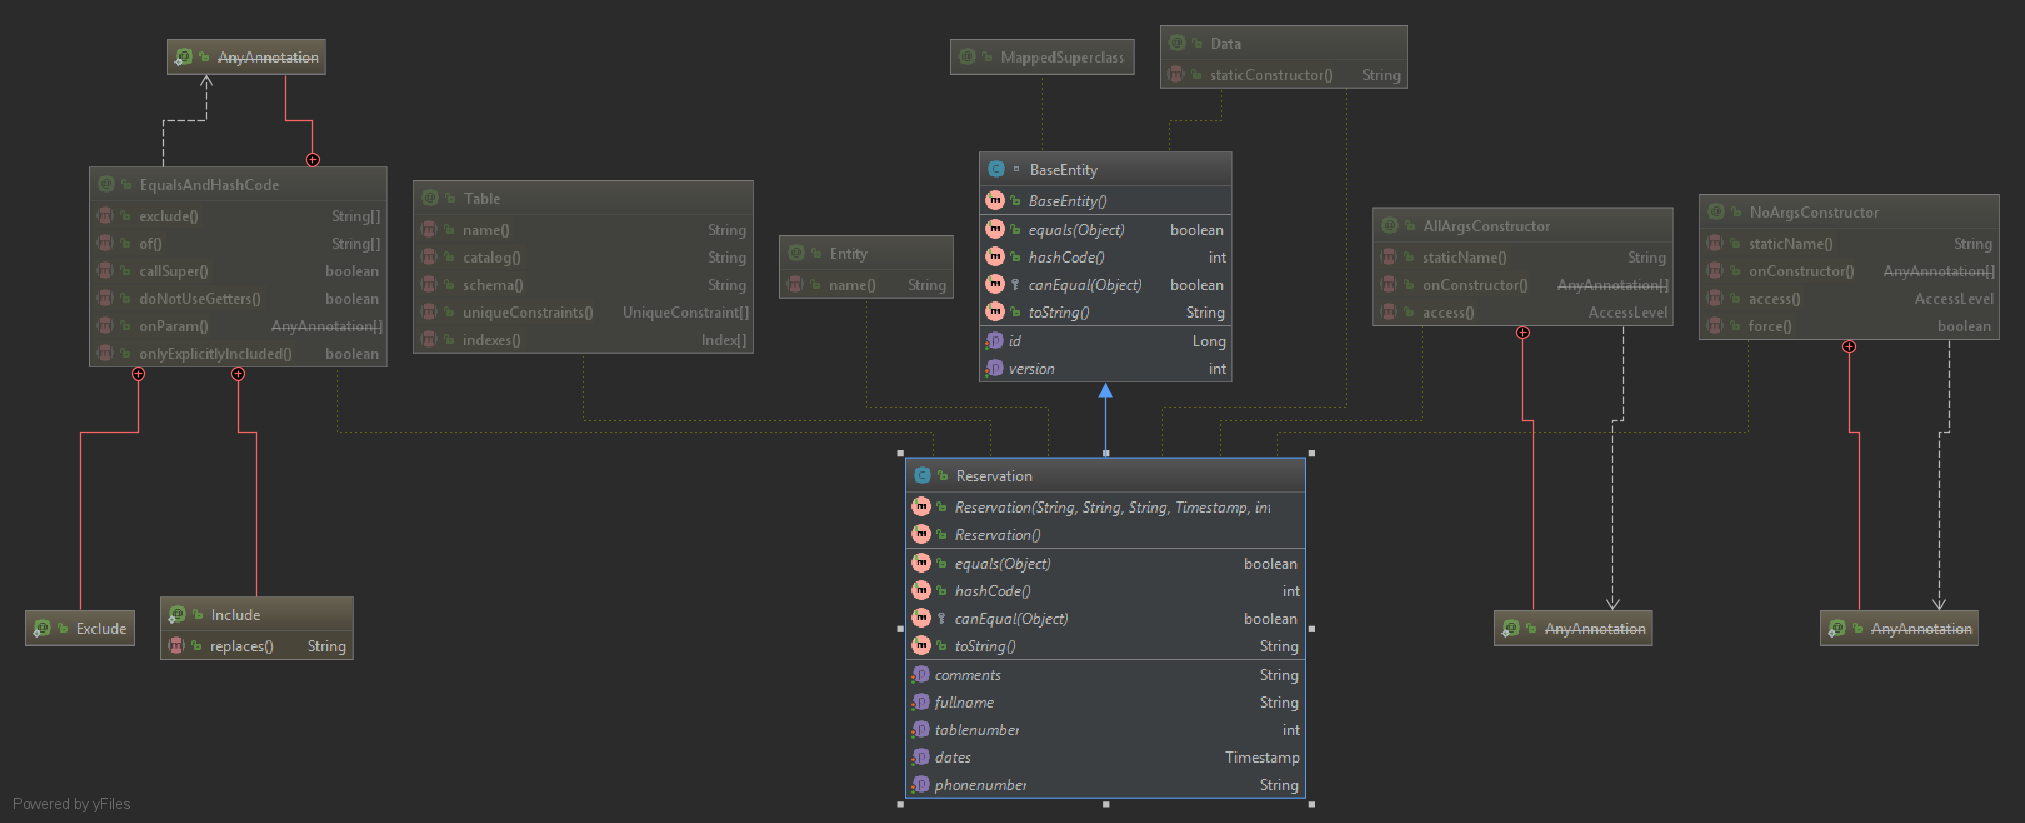 AnyAnnotation
EqualsAndHashCode
exclude() String[]
of() String[]
callSuper() boolean
doNotUseGetters() boolean
onParam() AnyAnnotation[]
onlyExplicitlyIncluded() boolean
Exclude
Include
replaces() String
Table
name() String
catalog() String
schema() String
uniqueConstraints() UniqueConstraint[]
indexes() Index[]
Entity
name() String
MappedSuperclass
Data
staticConstructor() String
BaseEntity
BaseEntity()
equals(Object) boolean
hashCode() int
canEqual(Object) boolean
toString() String
id Long
version int
AllArgsConstructor
staticName() String
onConstructor() AnyAnnotation[]
access() AccessLevel
NoArgsConstructor
staticName() String
onConstructor() AnyAnnotation[]
access() AccessLevel
force() boolean
Reservation
Reservation(String, String, String, Timestamp, int
Reservation()
equals(Object) boolean
hashCode() int
canEqual(Object) boolean
toString() String
comments String
fullname String
tablenumber int
dates Timestamp
phonenumber String
AnyAnnotation
AnyAnnotation
Powered by yFiles